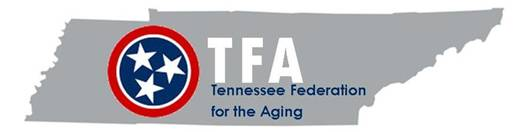 TFA
Tennessee Federation
for the Aging